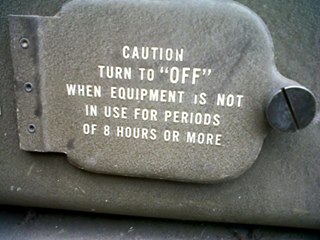 CAUTION
TURN TO "OFF"
WHEN EQUIPMENT IS NOT
IN USE FOR PERIODS
OF 8 HOURS OR MORE